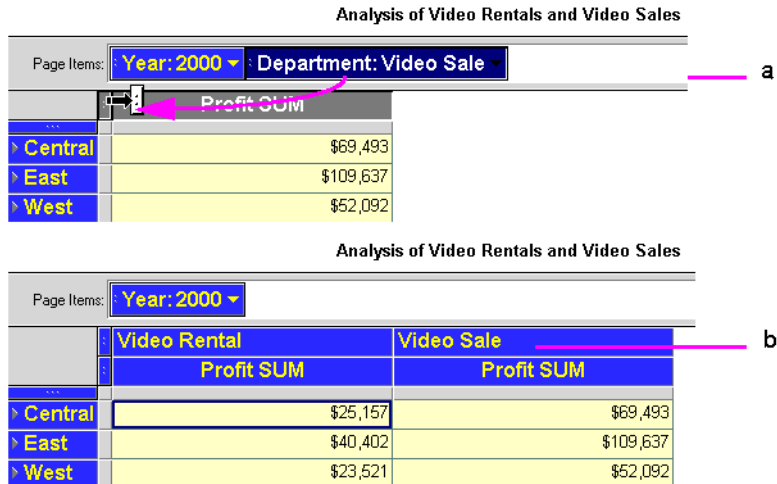 Analysis of Video Rentals and Video Sales
Page Items: Year: 2000 Department: Video Sale
a
Profit SUM
Central $69,493
East $109,637
West $52,092
Analysis of Video Rentals and Video Sales
Page Items: Year: 2000
Video Rental Video Sale
b
Profit SUM Profit SUM
Central $25,157 $69,493
East $40,402 $109,637
West $23,521 $52,092